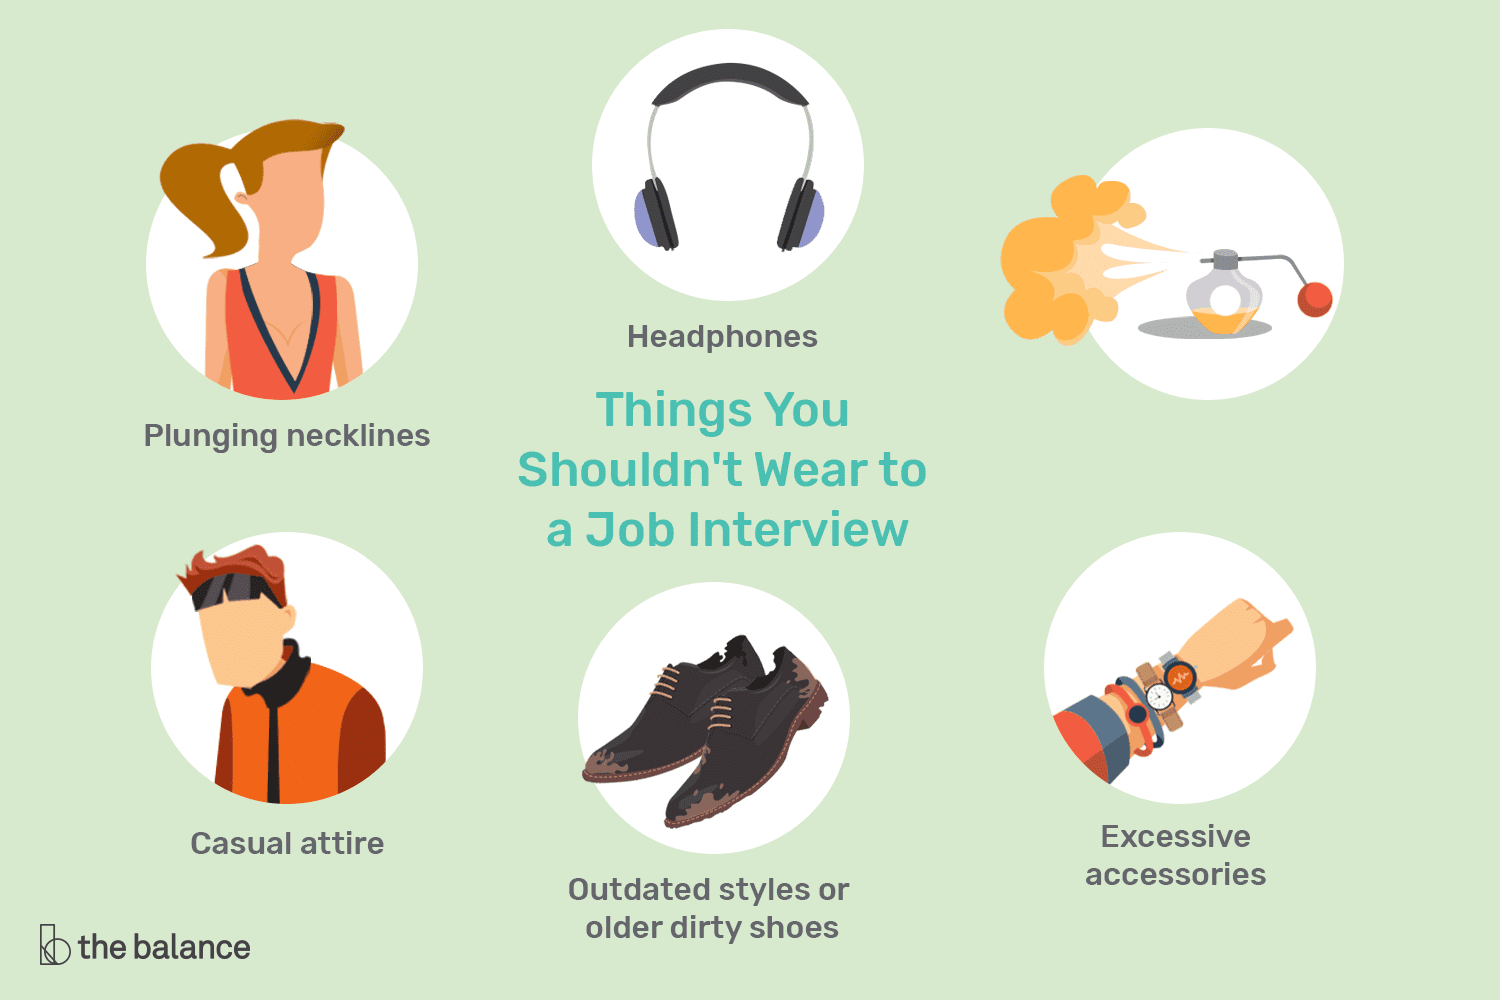 Headphones
Plunging necklines
Things You
Shouldn't Wear to
a Job Interview
Casual attire
Outdated styles or
older dirty shoes
Excessive
accessories
the balance